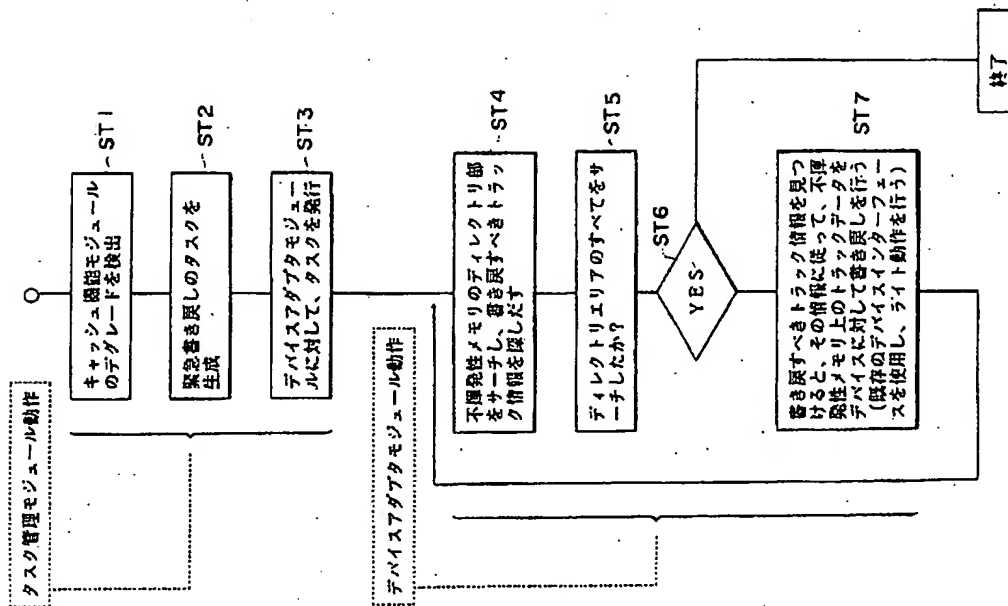 タスク管理モジュール動作
キャッシュ機能モジュール
のデグレードを検出
ST1
緊急書き戻しのタスクを
生成
ST2
デバイスアダプタモジュー
ルに対して、タスクを発行
ST3
デバイスアダプタモジュール動作
不揮発性メモリのディレクトリ部
をサーチし、書き戻すべきトラッ
ク情報を探しだす
ST4
ディレクトリエリアのすべてをサ
ーチしたか?
ST5
ST6
YES
書き戻すべきトラック情報を見つ
けると、その情報に従って、不揮
発性メモリ上のトラックデータを
デバイスに対して書き戻しを行う
(既存のデバイスインターフェー
スを使用し、ライト動作を行う)
ST7
終了